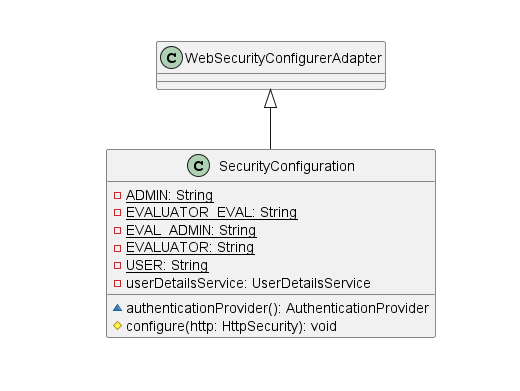 C WebSecurityConfigurerAdapter
C SecurityConfiguration
ADMIN: String
EVALUATOR_EVAL: String
EVAL_ADMIN: String
EVALUATOR: String
USER: String
userDetailsService: UserDetailsService
authenticationProvider(): AuthenticationProvider
configure(http: HttpSecurity): void